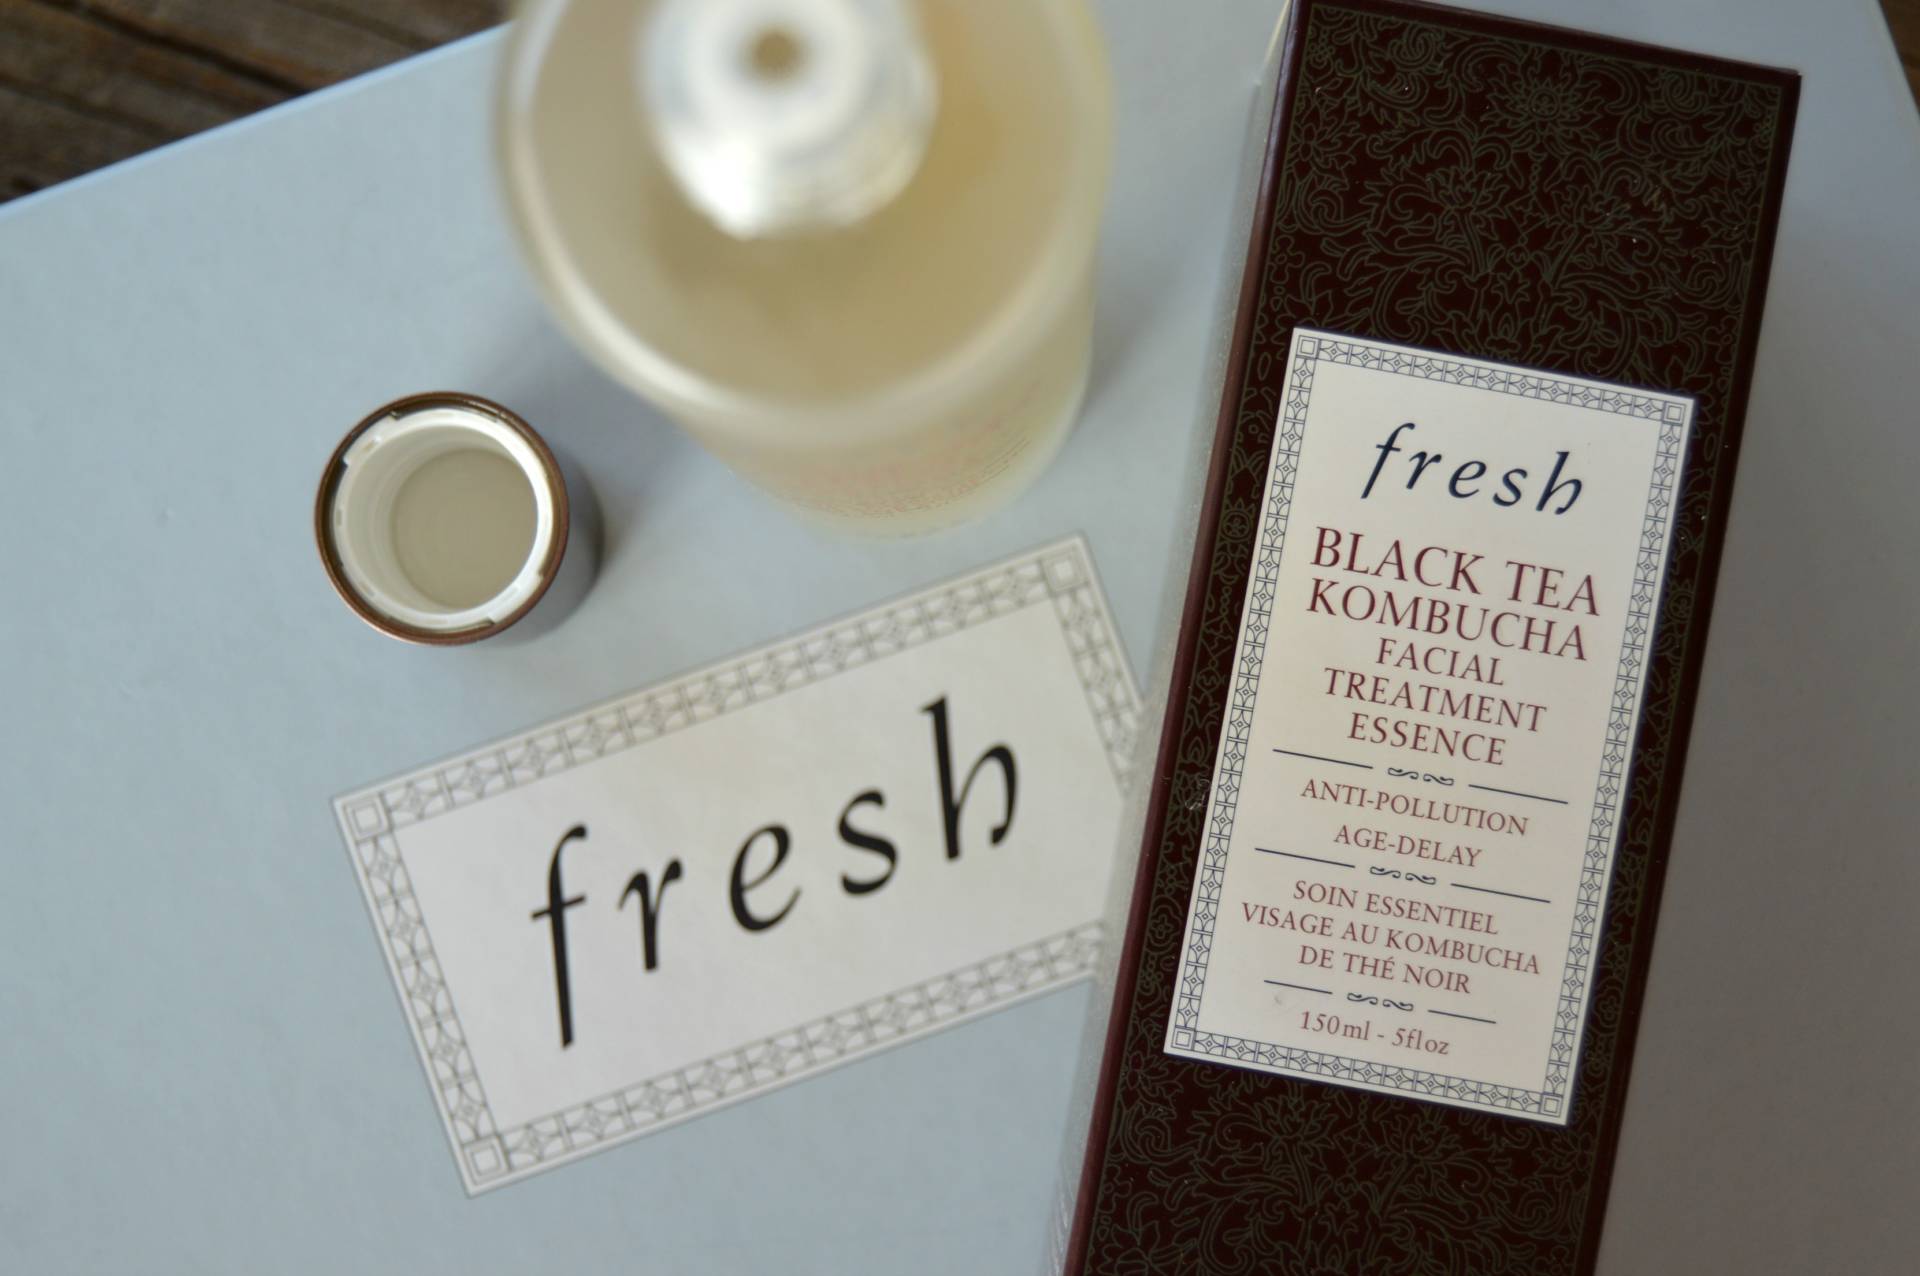 fresh
fresh
BLACK TEA
KOMBUCHA
FACIAL
TREATMENT
ESSENCE
ANTI-POLLUTION
AGE-DELAY
SOIN ESSENTIEL
VISAGE AU KOMBUCHA
DE THÉ NOIR
150ml - 5fl oz